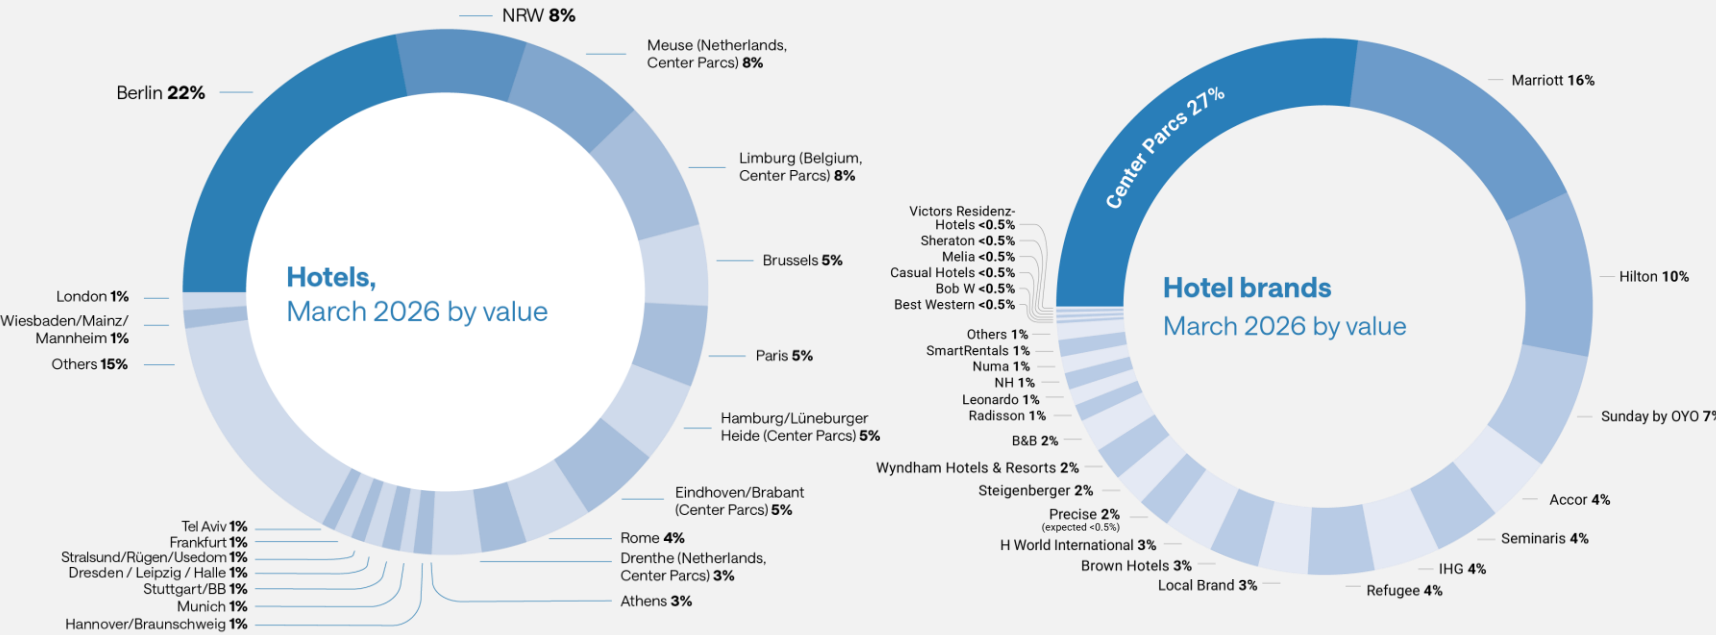 NRW 8%
Meuse (Netherlands,
Center Parcs) 8%
Berlin 22%
Limburg (Belgium,
Center Parcs) 8%
Brussels 5%
Hotels,
March 2026 by value
London 1%
Wiesbaden/Mainz/
Mannheim 1%
Others 15%
Paris 5%
Hamburg/Lüneburger
Heide (Center Parcs) 5%
Eindhoven/Brabant
(Center Parcs) 5%
Rome 4%
Drenthe (Netherlands,
Center Parcs) 3%
Athens 3%
Tel Aviv 1%
Frankfurt 1%
Stralsund/Rügen/Usedom 1%
Dresden / Leipzig / Halle 1%
Stuttgart/BB 1%
Munich 1%
Hannover/Braunschweig 1%
Center Parcs 27%
Marriott 16%
Hilton 10%
Sunday by OYO 7%
Accor 4%
Seminaris 4%
IHG 4%
Refugee 4%
Local Brand 3%
Brown Hotels 3%
H World International 3%
Precise 2%
(expected <0.5%)
Steigenberger 2%
Wyndham Hotels & Resorts 2%
B&B 2%
Radisson 1%
Leonardo 1%
NH 1%
Numa 1%
SmartRentals 1%
Others 1%
Best Western <0.5%
Bob W <0.5%
Casual Hotels <0.5%
Melia <0.5%
Sheraton <0.5%
Victors Residenz-
Hotels <0.5%
Hotel brands
March 2026 by value